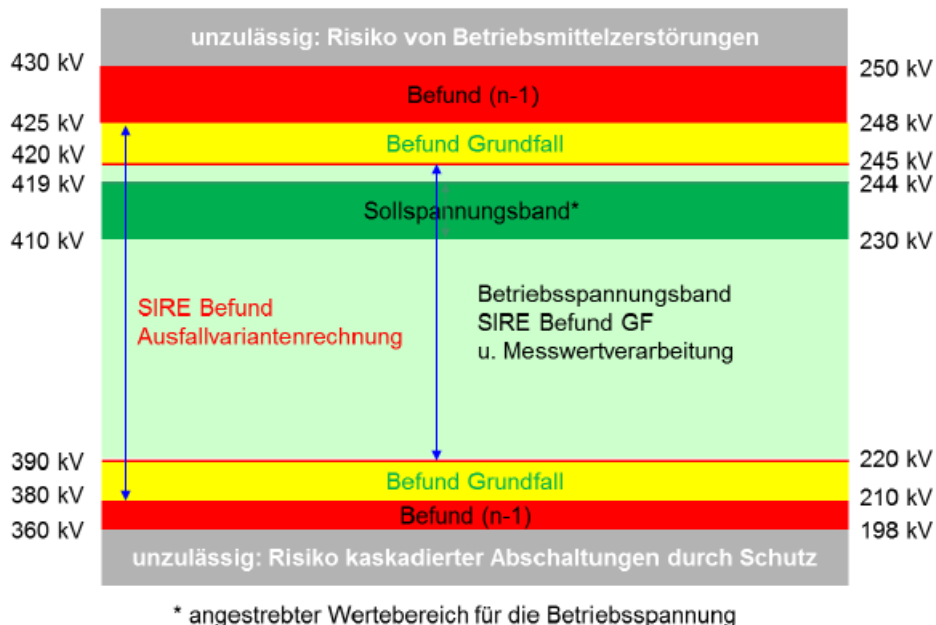 unzulässig: Risiko von Betriebsmittelzerstörungen
430 kV
250 kV
Befund (n-1)
425 kV
248 kV
Befund Grundfall
420 kV
245 kV
419 kV
244 kV
Sollspannungsband*
410 kV
230 kV
SIRE Befund
Ausfallvariantenrechnung
Betriebsspannungsband
SIRE Befund GF
u. Messwertverarbeitung
390 kV
220 kV
Befund Grundfall
380 kV
210 kV
Befund (n-1)
360 kV
198 kV
unzulässig: Risiko kaskadierter Abschaltungen durch Schutz
* angestrebter Wertebereich für die Betriebsspannung